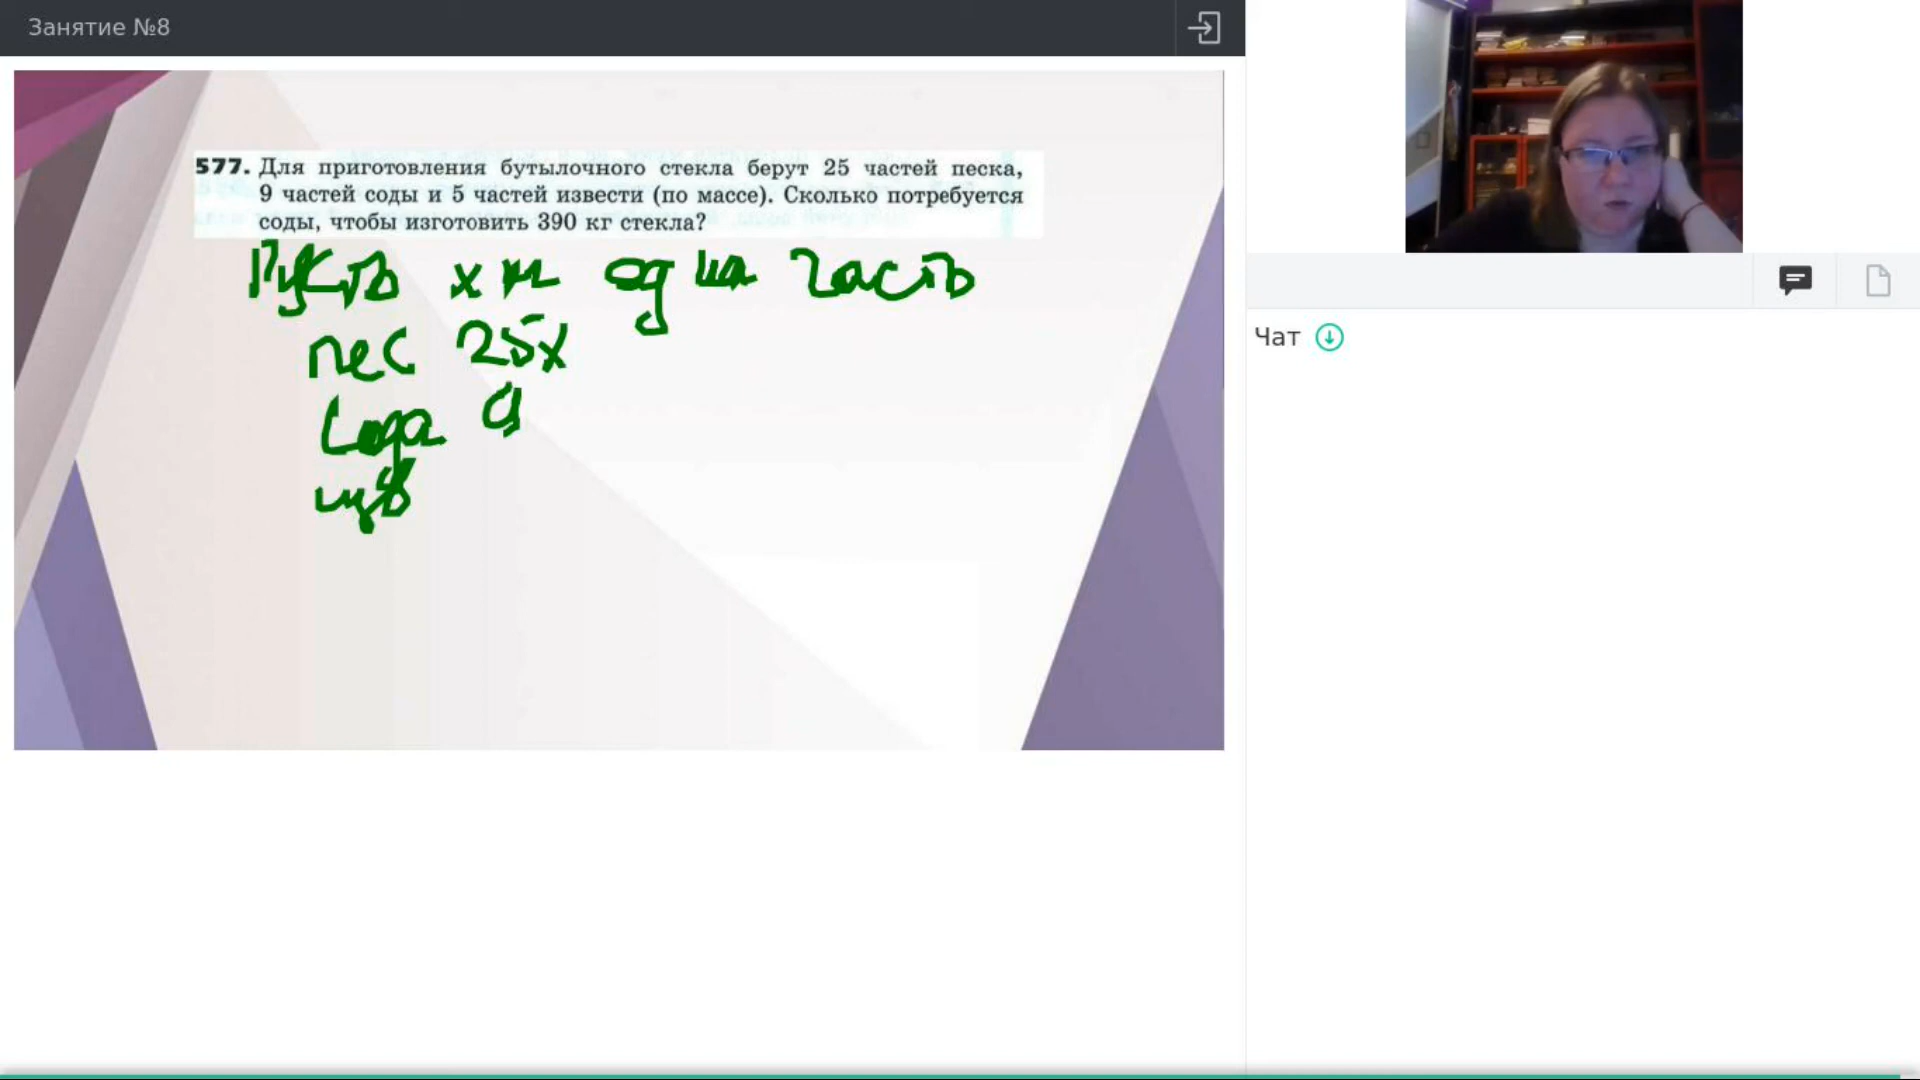 Занятие №8
577. Для приготовления бутылочного стекла берут 25 частей песка,
9 частей соды и 5 частей извести (по массе). Сколько потребуется
соды, чтобы изготовить 390 кг стекла?
Пусть х кг одна часть
пес 25х
Сода 9
изв
Чат